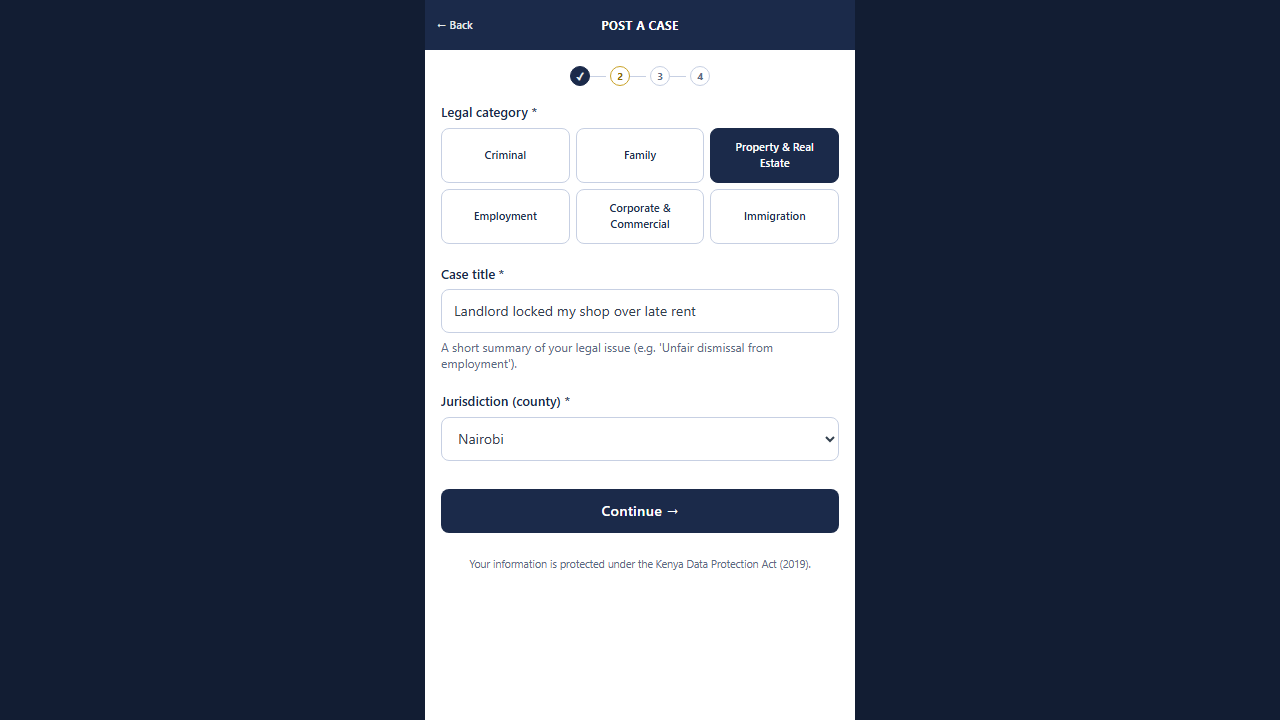 ← Back
POST A CASE
✓ 2 3 4
Legal category *
Criminal
Family
Property & Real
Estate
Employment
Corporate &
Commercial
Immigration
Case title *
Landlord locked my shop over late rent
A short summary of your legal issue (e.g. 'Unfair dismissal from
employment').
Jurisdiction (county) *
Nairobi
Continue →
Your information is protected under the Kenya Data Protection Act (2019).